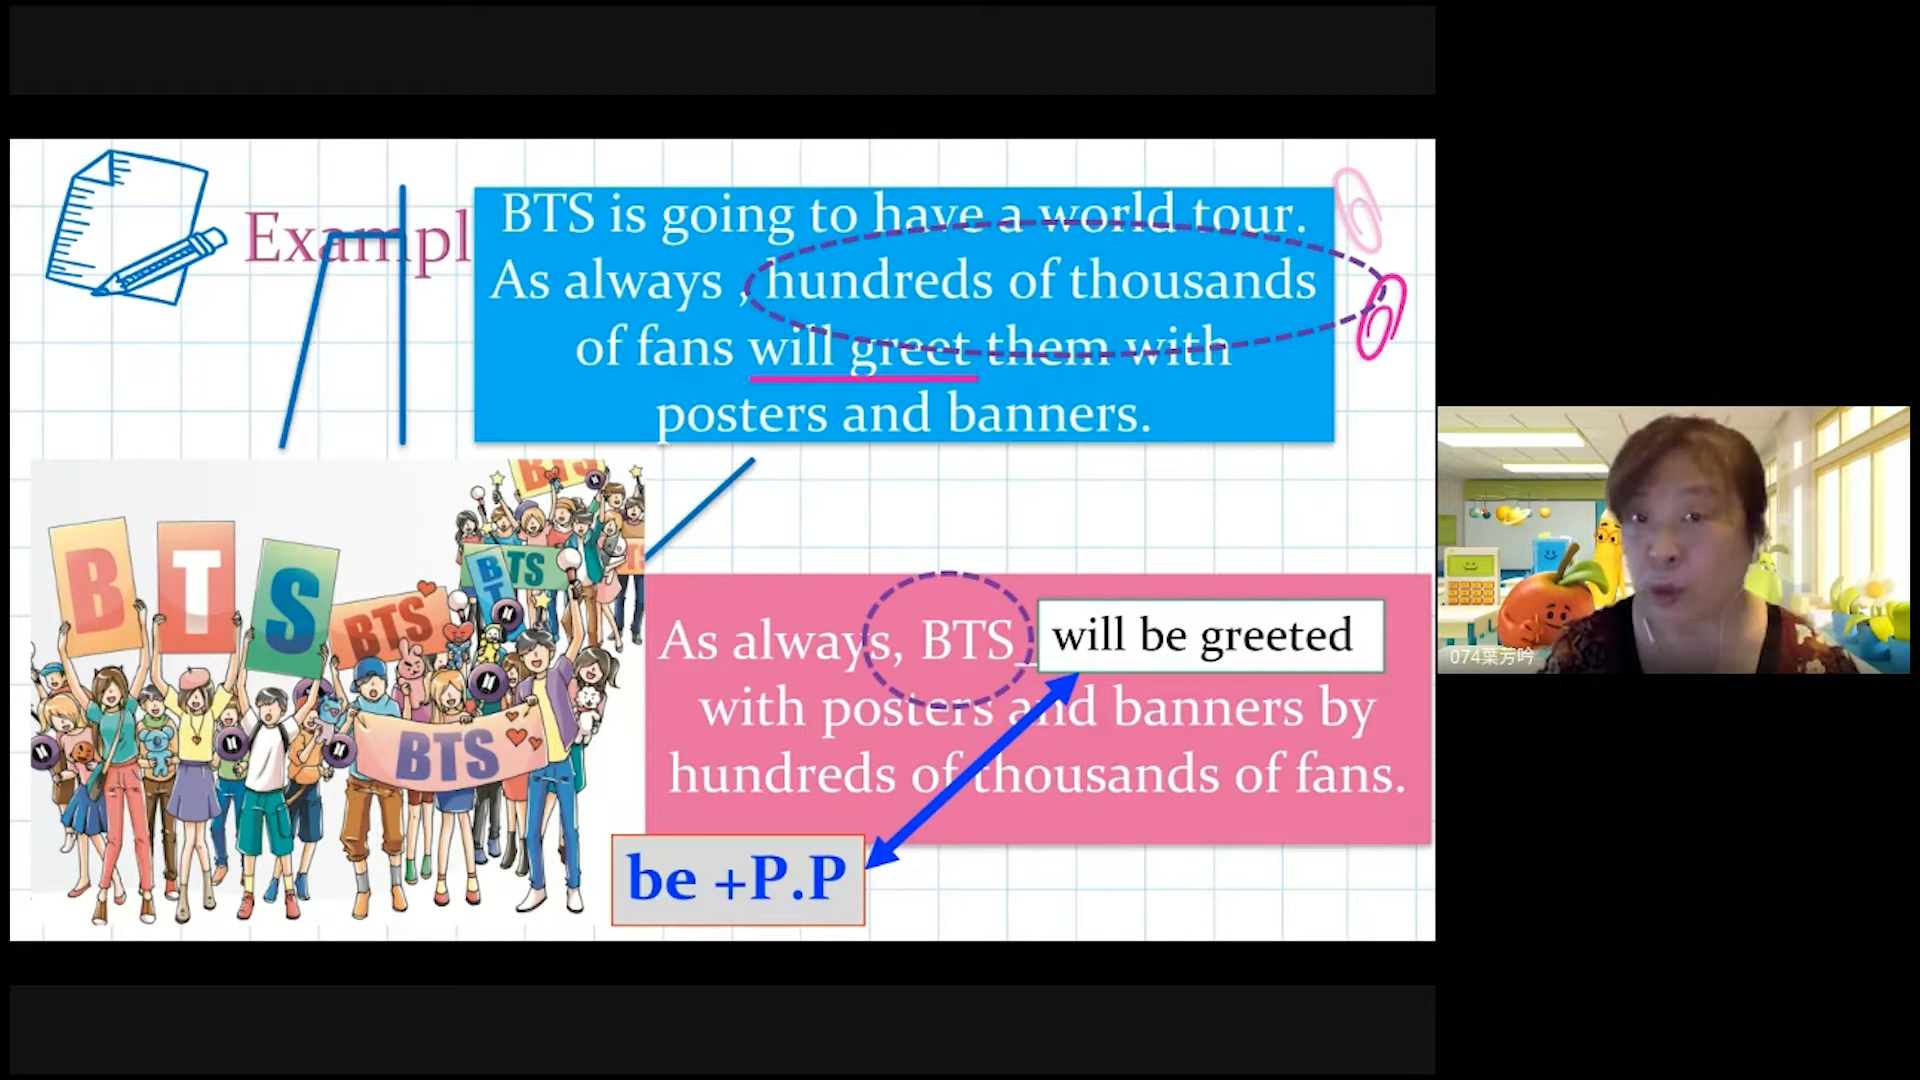 Exampl
BTS is going to have a world tour.
As always , hundreds of thousands
of fans will greet them with
posters and banners.
BTS
B T S
BTS
BTS
BTS
BTS
As always, BTS_
will be greeted
with posters and banners by
hundreds of thousands of fans.
be +P.P
074葉芳吟